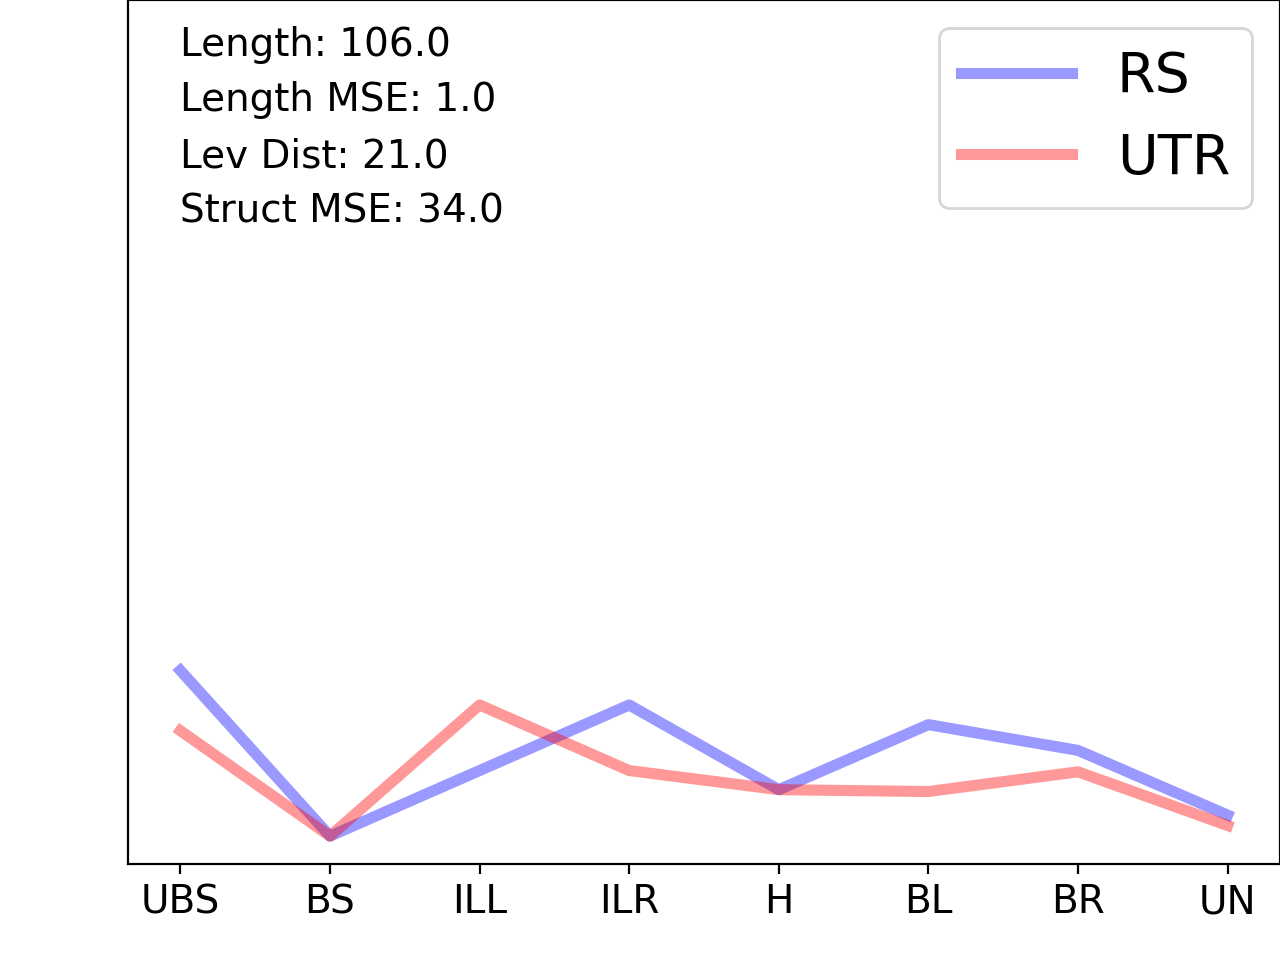 Length: 106.0
Length MSE: 1.0
Lev Dist: 21.0
Struct MSE: 34.0
RS
UTR
UBS BS ILL ILR H BL BR UN